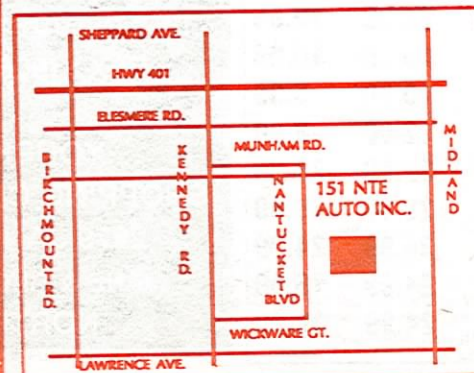 SHEPPARD AVE.
HWY 401
ELESMERE RD.
MUNHAM RD.
BIRCHMOUNT RD.
KENNEDY RD.
NANTUCKET BLVD
MIDLAND
151 NTE
AUTO INC.
WICKWARE GT.
LAWRENCE AVE.